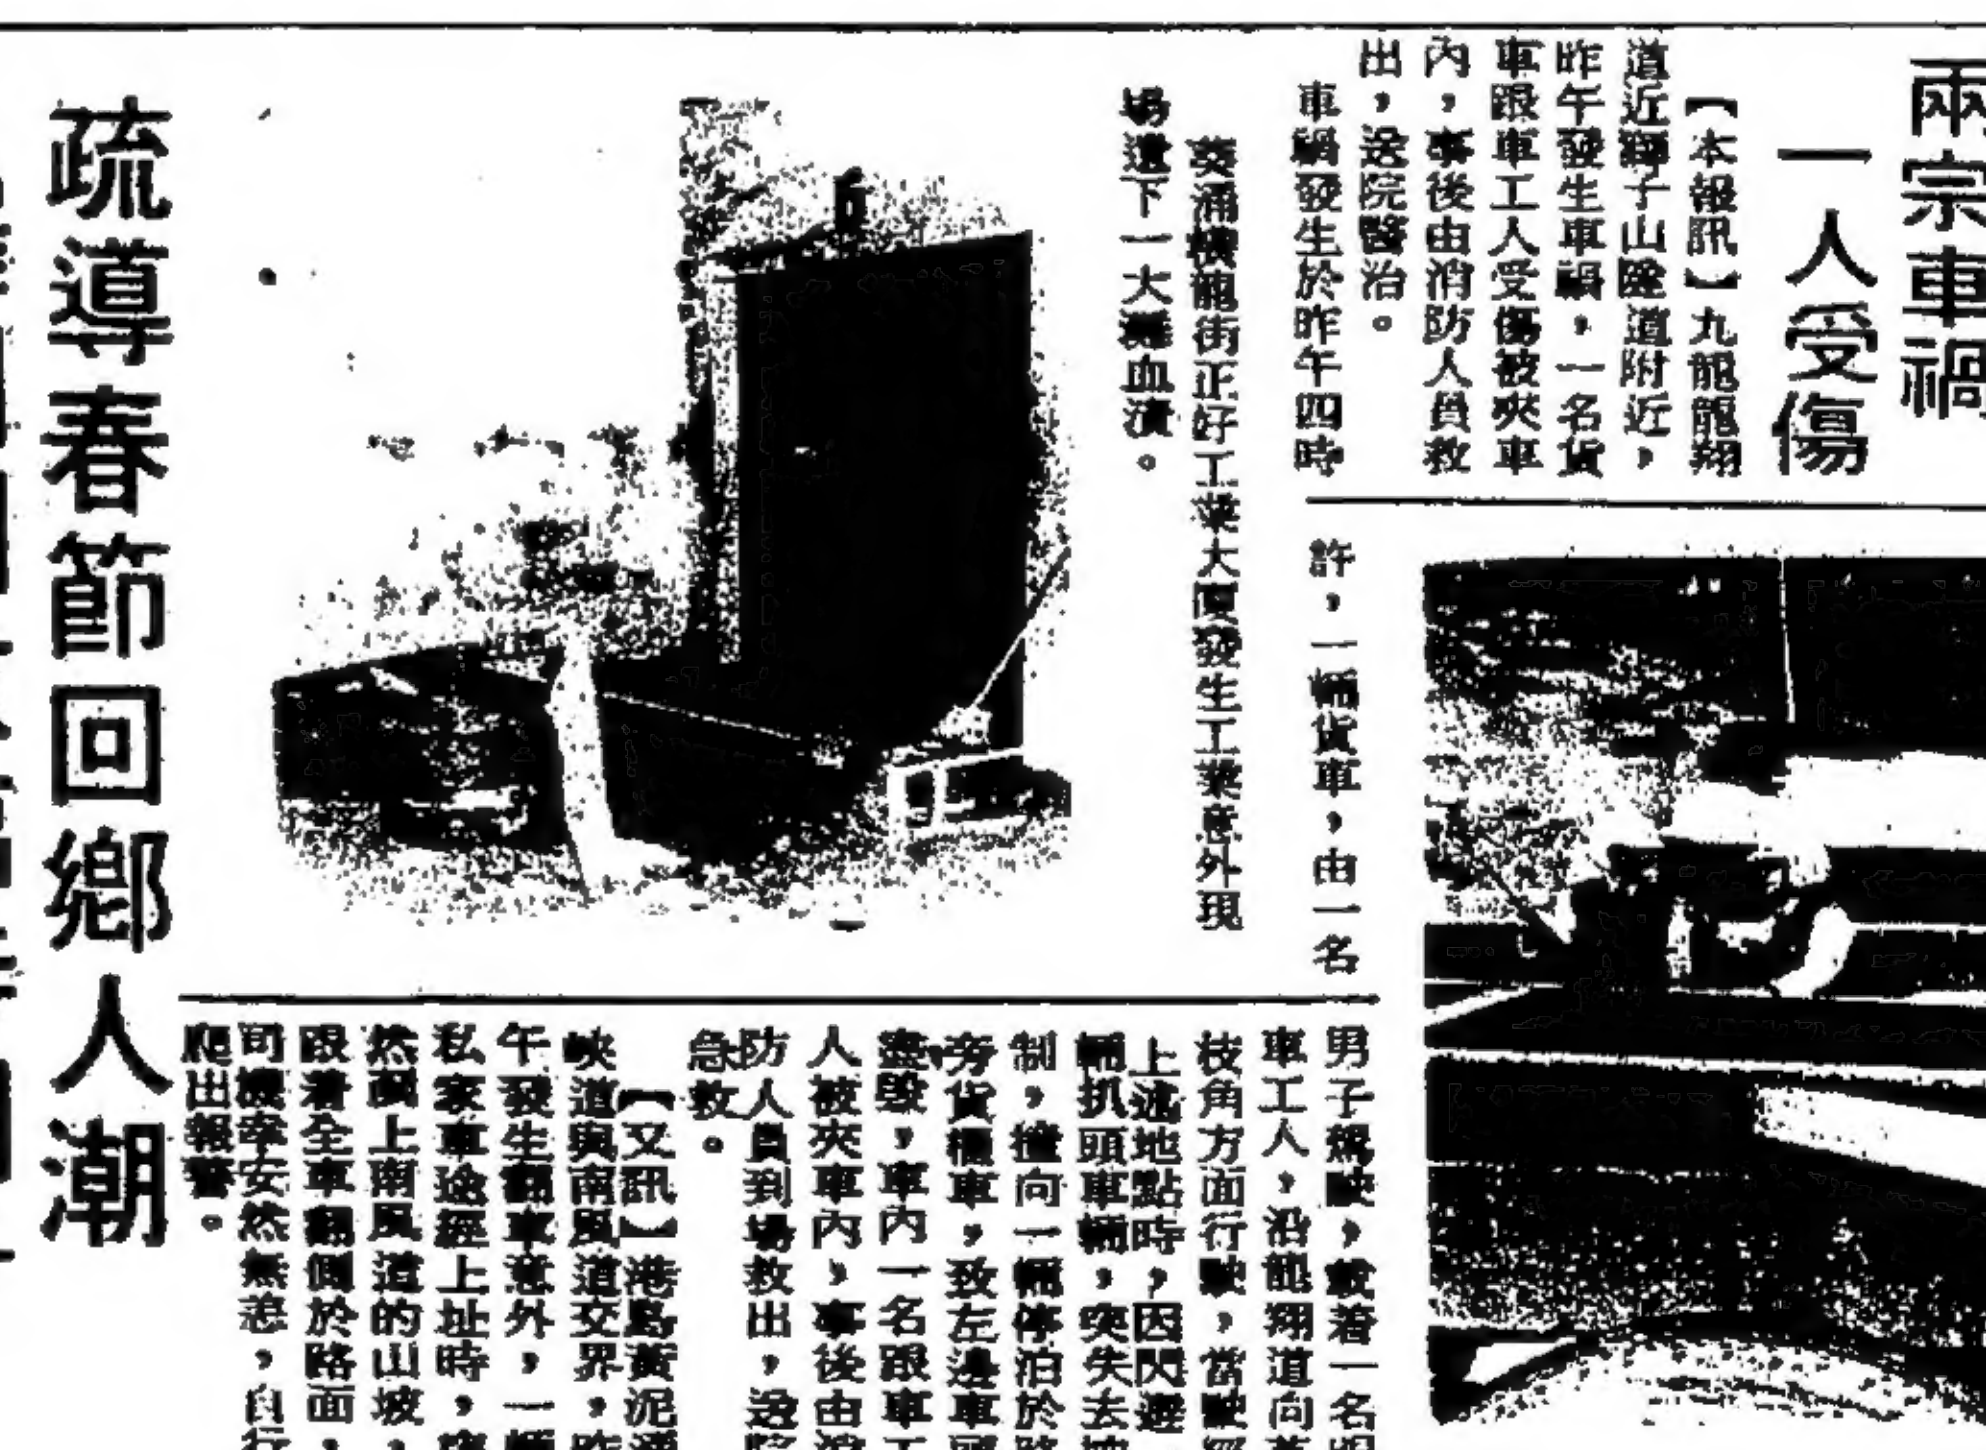 兩宗車禍
一人受傷
【本報訊】九龍龍翔
道近獅子山隧道附近，
昨午發生車禍，一名貨
車跟車工人受傷被夾車
內，事後由消防人員救
出，送院醫治。
車禍發生於昨午四時
許，一輛貨車，由一名
男子駕駛，載着一名跟
車工人，沿龍翔道向荔
枝角方面行駛，當駛經
上述地點時，因閃避一
輛扒頭車輛，突失去控
制，撞向一輛停泊於路
旁貨櫃車，致左邊車頭
盡毀，車內一名跟車工
人被夾車內，事後由消
防人員到場救出，送院
急救。
【又訊】港島黃泥涌
峽道與南風道交界，昨
午發生翻車意外，一輛
私家車途經上址時，
然剷上南風道的山坡，
跟着全車翻側於路面，
司機幸安然無恙，自行
爬出報警。
葵涌橫龍街正好工業大廈發生工業意外現
場遺下一大灘血漬。
疏導春節回鄉人潮